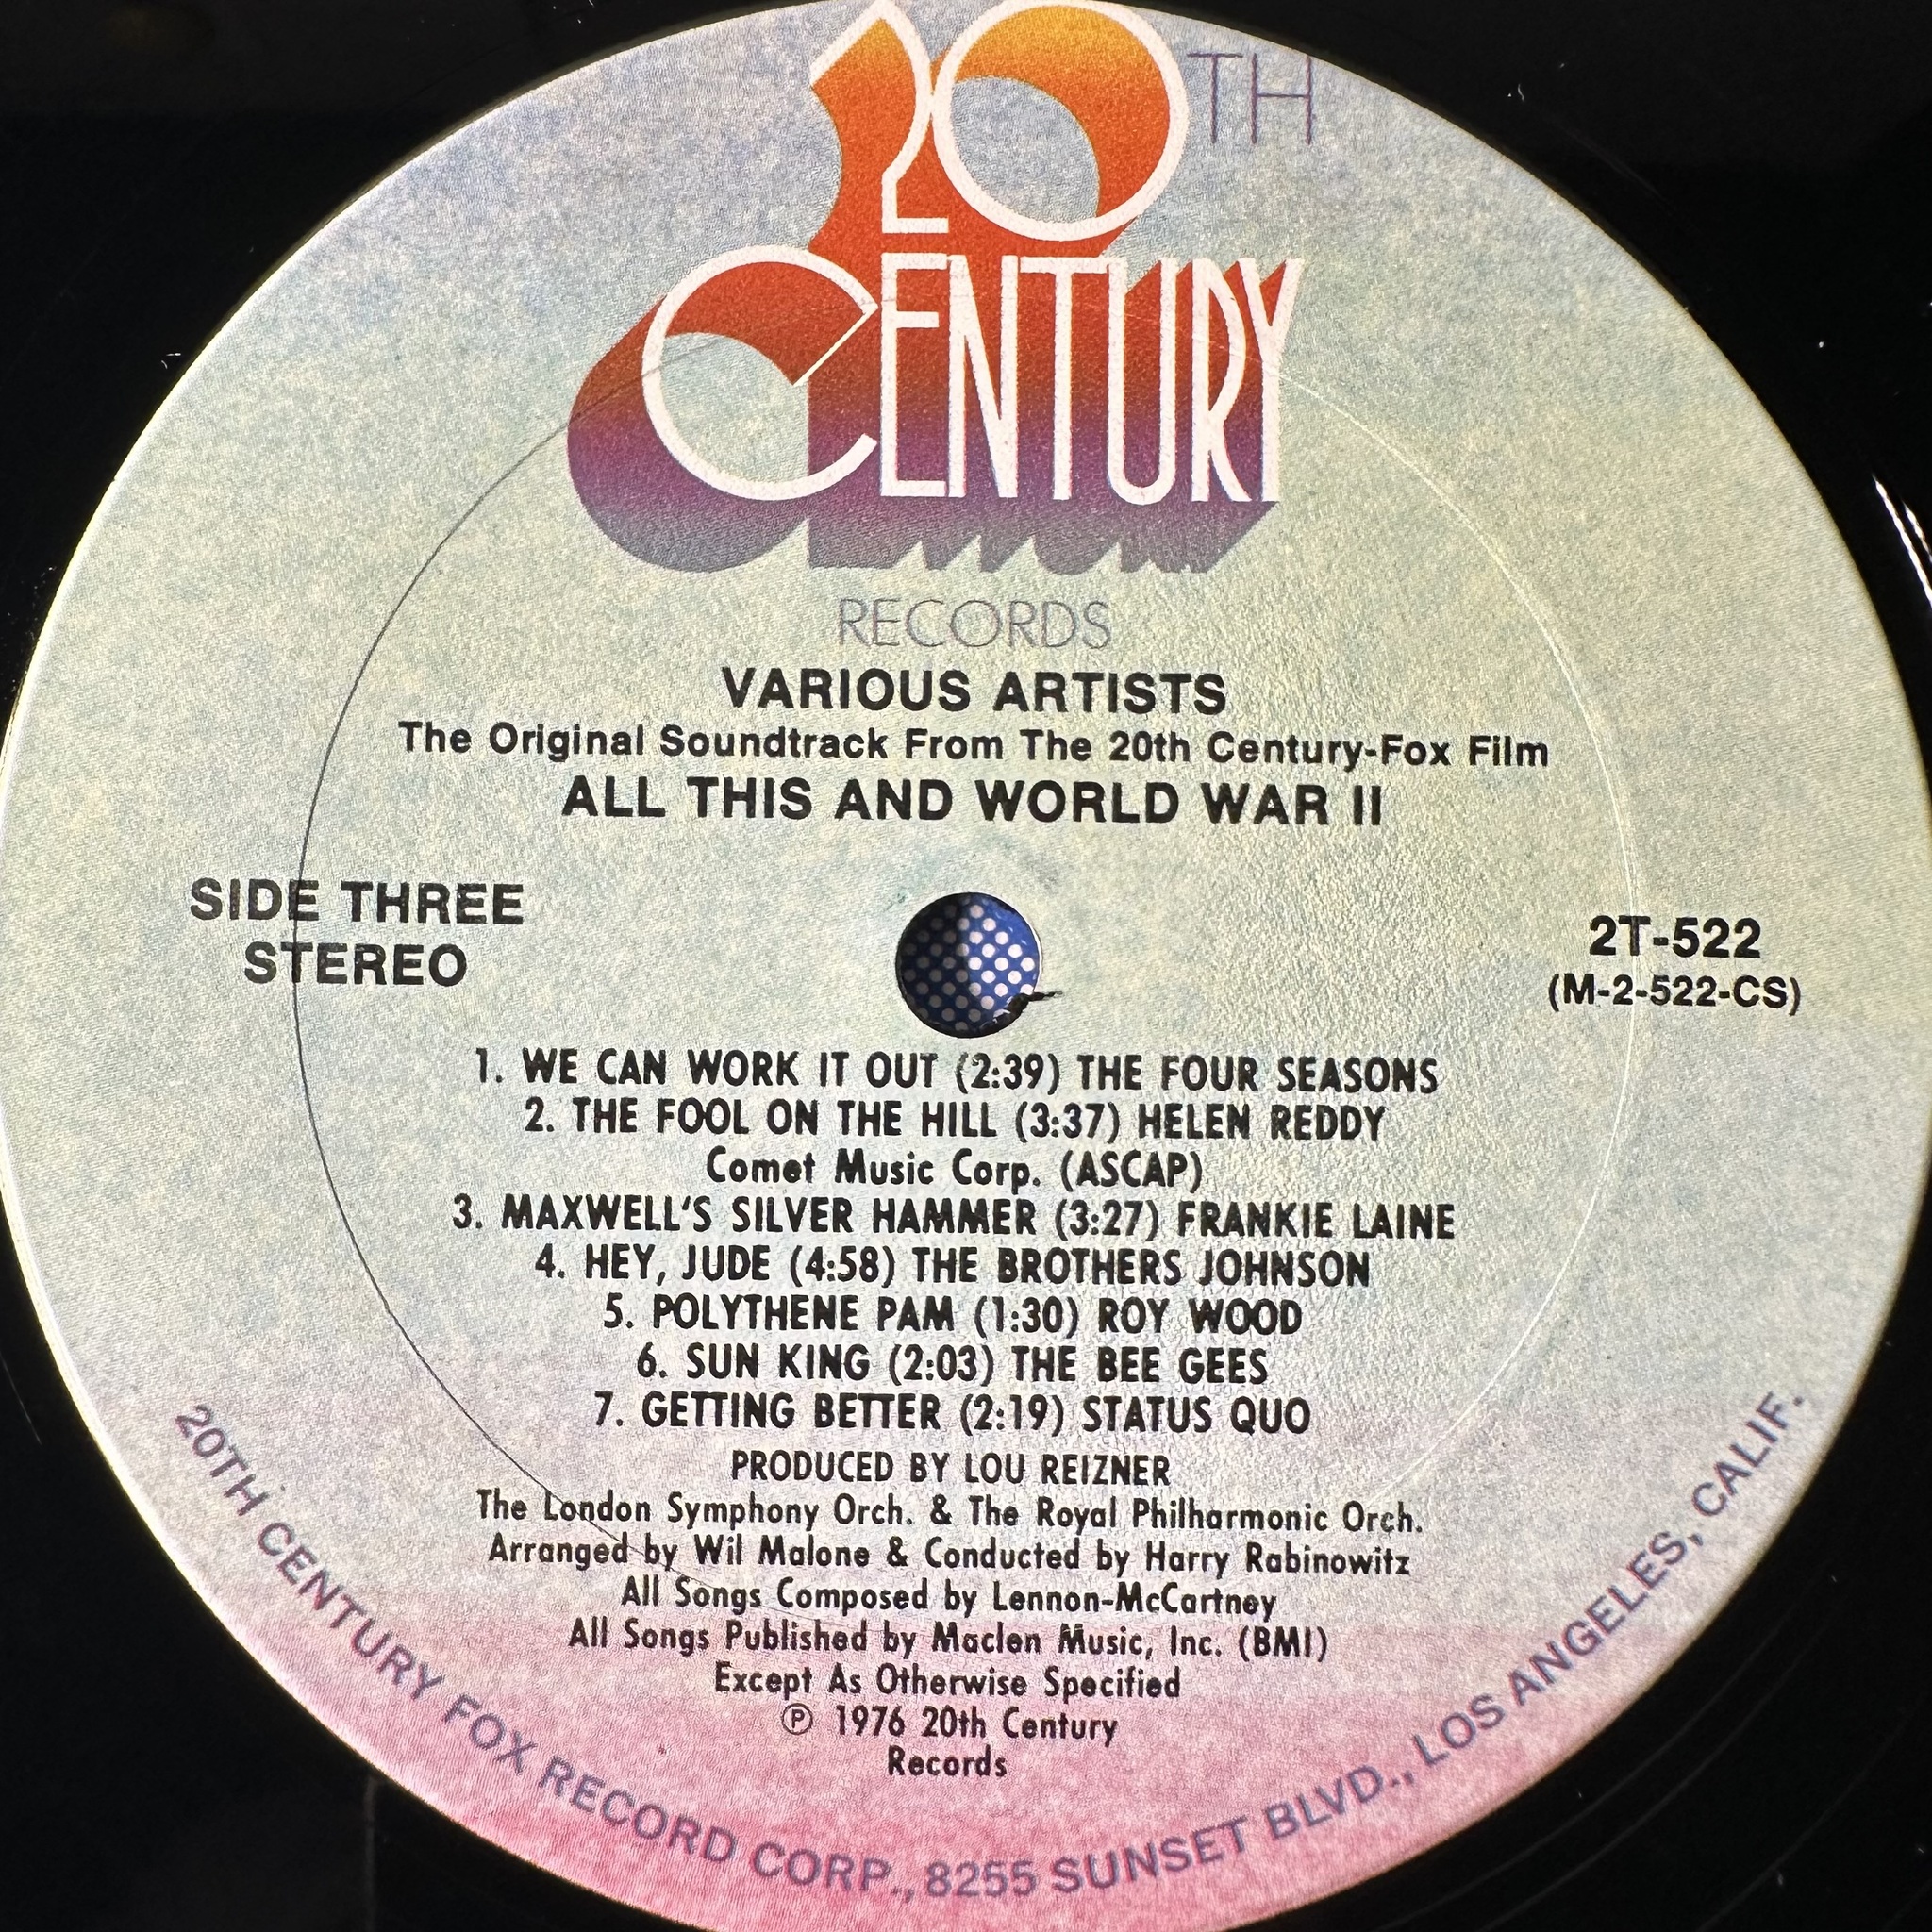 20TH
CENTURY
RECORDS
VARIOUS ARTISTS
The Original Soundtrack From The 20th Century-Fox Film
ALL THIS AND WORLD WAR II
SIDE THREE
STEREO
2T-522
(M-2-522-CS)
1. WE CAN WORK IT OUT (2:39) THE FOUR SEASONS
2. THE FOOL ON THE HILL (3:37) HELEN REDDY
Comet Music Corp. (ASCAP)
3. MAXWELL'S SILVER HAMMER (3:27) FRANKIE LAINE
4. HEY, JUDE (4:58) THE BROTHERS JOHNSON
5. POLYTHENE PAM (1:30) ROY WOOD
6. SUN KING (2:03) THE BEE GEES
7. GETTING BETTER (2:19) STATUS QUO
PRODUCED BY LOU REIZNER
The London Symphony Orch. & The Royal Philharmonic Orch.
Arranged by Wil Malone & Conducted by Harry Rabinowitz
All Songs Composed by Lennon-McCartney
All Songs Published by Maclen Music, Inc. (BMI)
Except As Otherwise Specified
℗ 1976 20th Century
Records
20TH CENTURY FOX RECORD CORP., 8255 SUNSET BLVD., LOS ANGELES, CALIF.